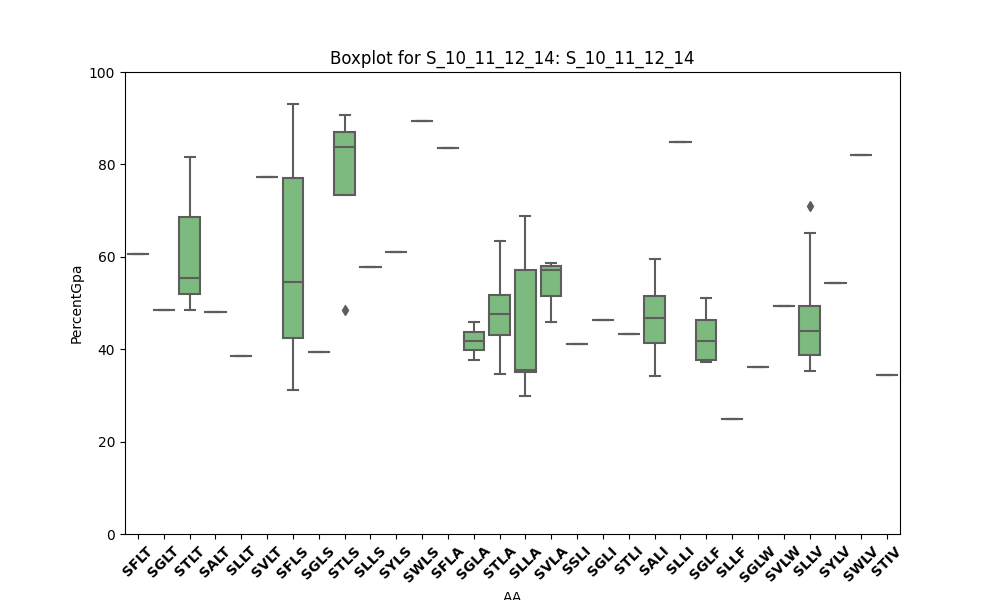 Boxplot for S_10_11_12_14: S_10_11_12_14
PercentGpa
100
80
60
40
20
0
SFLT SGLT STLT SALT SLLT SVLT SFLS SGLS STLS SLLS SYLS SWLS SFLA SGLA STLA SLLA SVLA SSLI SGLI STLI SALI SLLI SGLF SLLF SGLW SVLW SLLV SYLV SWLV STIV
AA